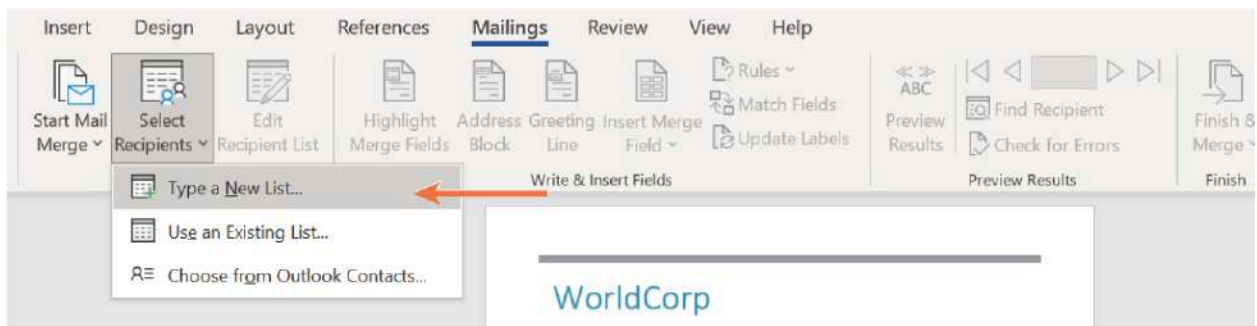 Insert Design Layout References Mailings Review View Help
Start Mail Merge
Select Recipients
Edit Recipient List
Highlight Merge Fields
Address Block
Greeting Line
Insert Merge Field
Rules
Match Fields
Update Labels
ABC
Preview Results
Find Recipient
Check for Errors
Finish & Merge
Write & Insert Fields
Preview Results
Finish
Type a New List...
Use an Existing List...
Choose from Outlook Contacts...
WorldCorp